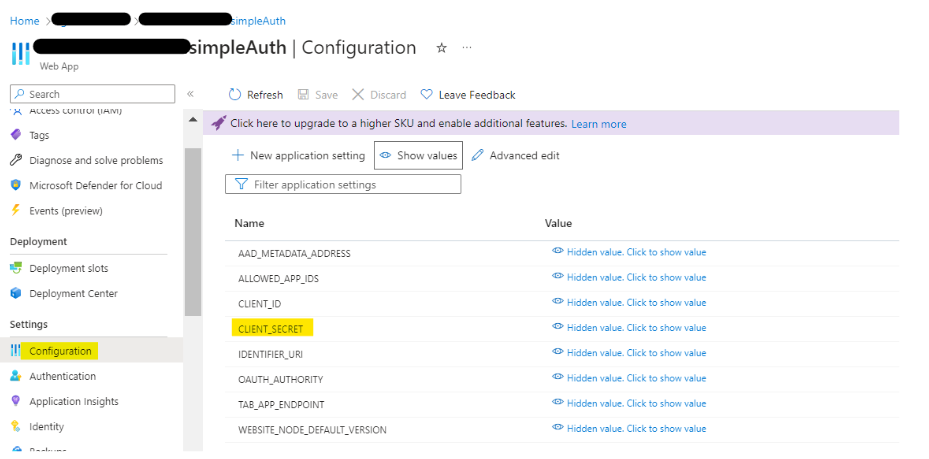 Home > > simpleAuth
simpleAuth | Configuration ☆ ...
Web App
Search «
Refresh Save Discard Leave Feedback
Access control (IAM)
Tags
Diagnose and solve problems
Microsoft Defender for Cloud
Events (preview)
Deployment
Deployment slots
Deployment Center
Settings
Configuration
Authentication
Application Insights
Identity
Backups
Click here to upgrade to a higher SKU and enable additional features. Learn more
New application setting Show values Advanced edit
Filter application settings
Name Value
AAD_METADATA_ADDRESS Hidden value. Click to show value
ALLOWED_APP_IDS Hidden value. Click to show value
CLIENT_ID Hidden value. Click to show value
CLIENT_SECRET Hidden value. Click to show value
IDENTIFIER_URI Hidden value. Click to show value
OAUTH_AUTHORITY Hidden value. Click to show value
TAB_APP_ENDPOINT Hidden value. Click to show value
WEBSITE_NODE_DEFAULT_VERSION Hidden value. Click to show value